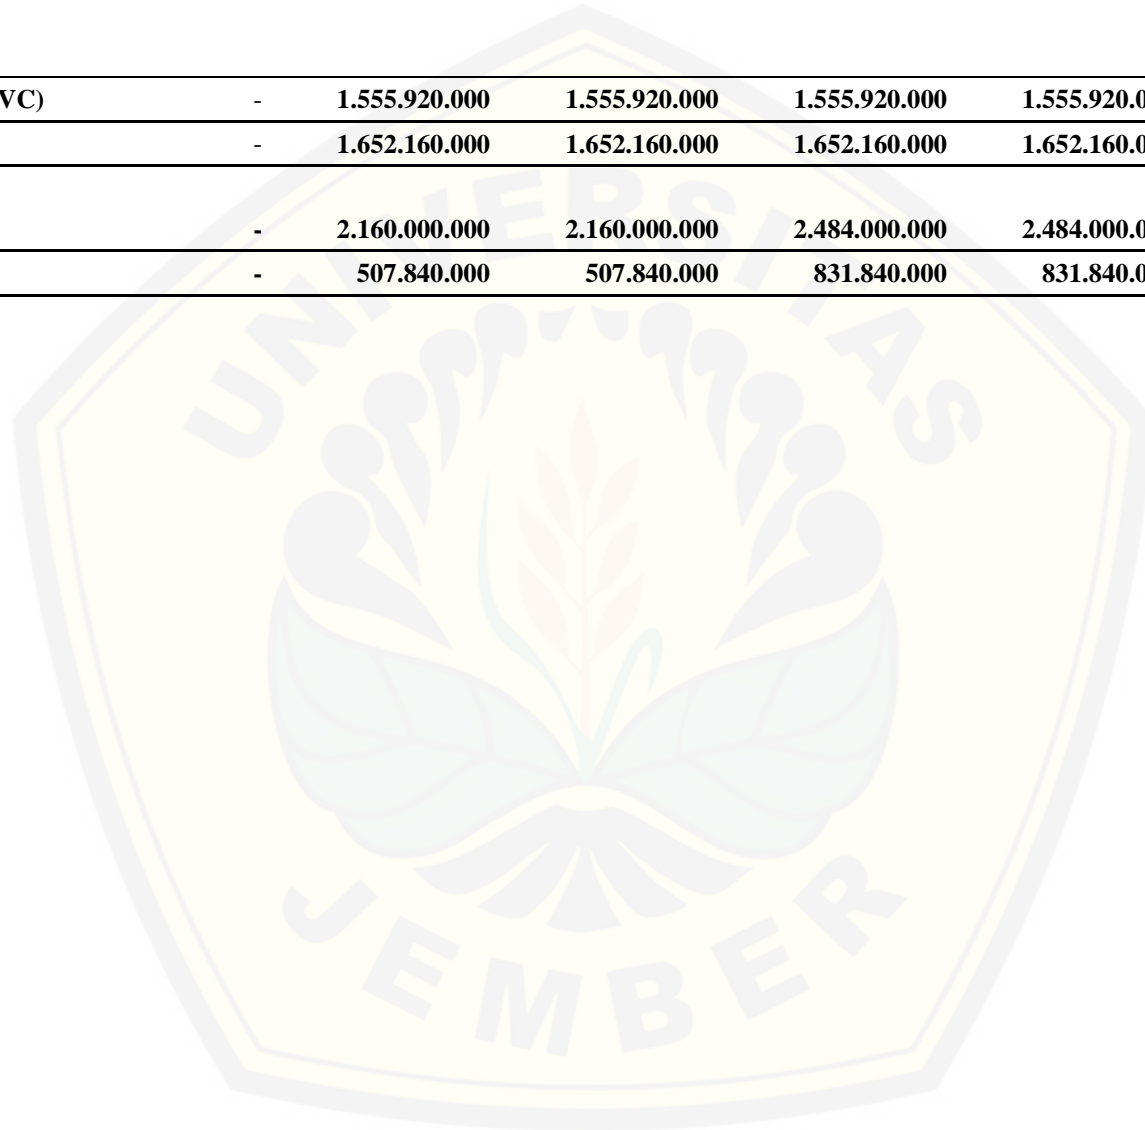 VC) - 1.555.920.000 1.555.920.000 1.555.920.000 1.555.920.0
- 1.652.160.000 1.652.160.000 1.652.160.000 1.652.160.0
- 2.160.000.000 2.160.000.000 2.484.000.000 2.484.000.0
- 507.840.000 507.840.000 831.840.000 831.840.0
UNIVERSITAS
JEMBER